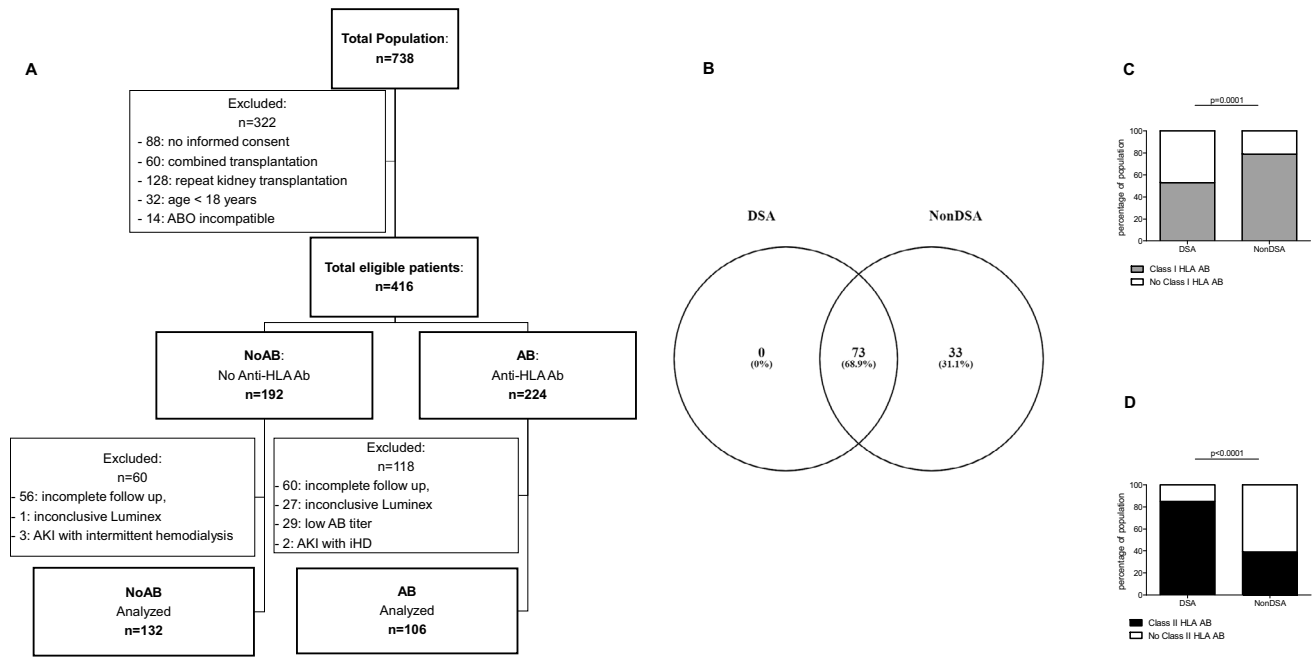 A
Total Population:
n=738
Excluded:
n=322
- 88: no informed consent
- 60: combined transplantation
- 128: repeat kidney transplantation
- 32: age < 18 years
- 14: ABO incompatible
Total eligible patients:
n=416
NoAB:
No Anti-HLA Ab
n=192
AB:
Anti-HLA Ab
n=224
Excluded:
n=60
- 56: incomplete follow up,
- 1: inconclusive Luminex
- 3: AKI with intermittent hemodialysis
Excluded:
n=118
- 60: incomplete follow up,
- 27: inconclusive Luminex
- 29: low AB titer
- 2: AKI with iHD
NoAB
Analyzed
n=132
AB
Analyzed
n=106
B
DSA
NonDSA
0
(0%)
73
(68.9%)
33
(31.1%)
C
p=0.0001
percentage of population
100
80
60
40
20
0
DSA
NonDSA
Class I HLA AB
No Class I HLA AB
D
p<0.0001
percentage of population
100
80
60
40
20
0
DSA
NonDSA
Class II HLA AB
No Class II HLA AB